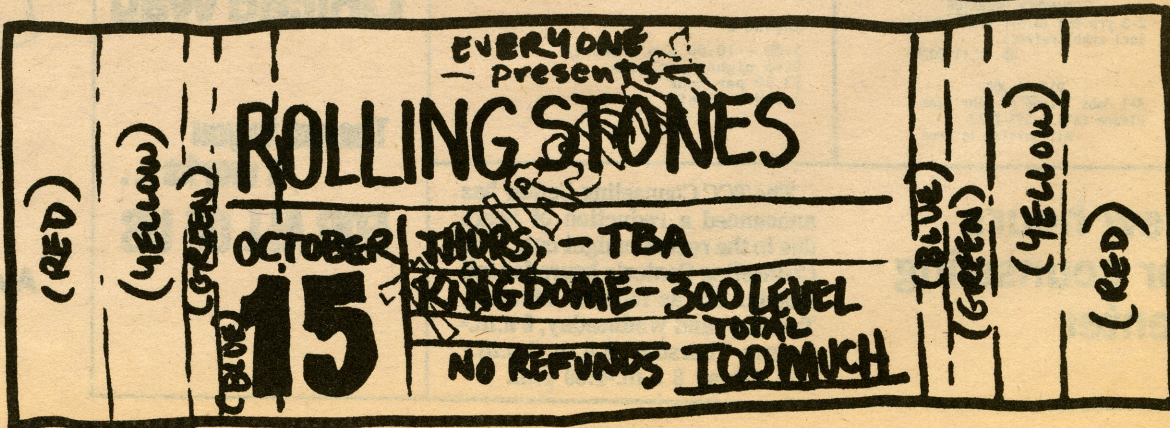 EVERYONE
— presents —
ROLLING STONES
OCTOBER
15
THURS. — TBA
KINGDOME - 300 LEVEL
TOTAL
NO REFUNDS TOO MUCH
(RED)
(YELLOW)
(GREEN)
(BLUE)
(BLUE)
(GREEN)
(YELLOW)
(RED)